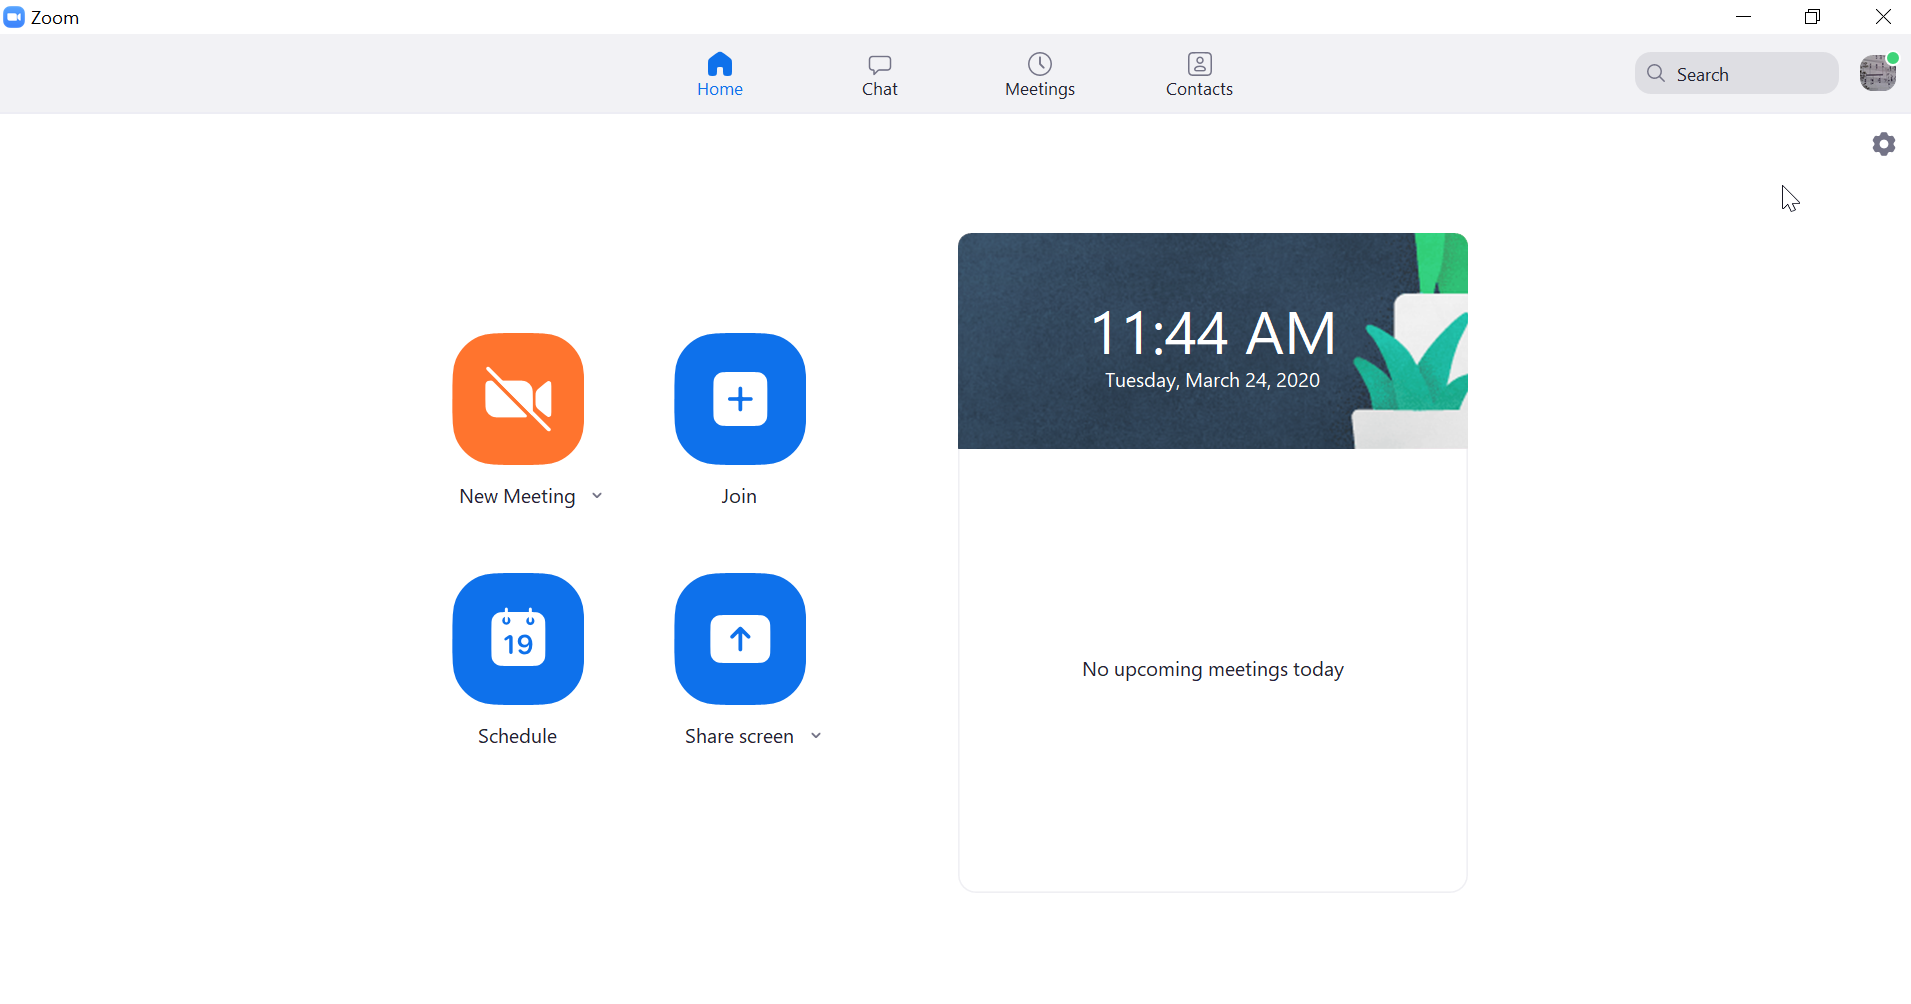 Zoom
Home
Chat
Meetings
Contacts
Search
11:44 AM
Tuesday, March 24, 2020
New Meeting
Join
19
Schedule
Share screen
No upcoming meetings today